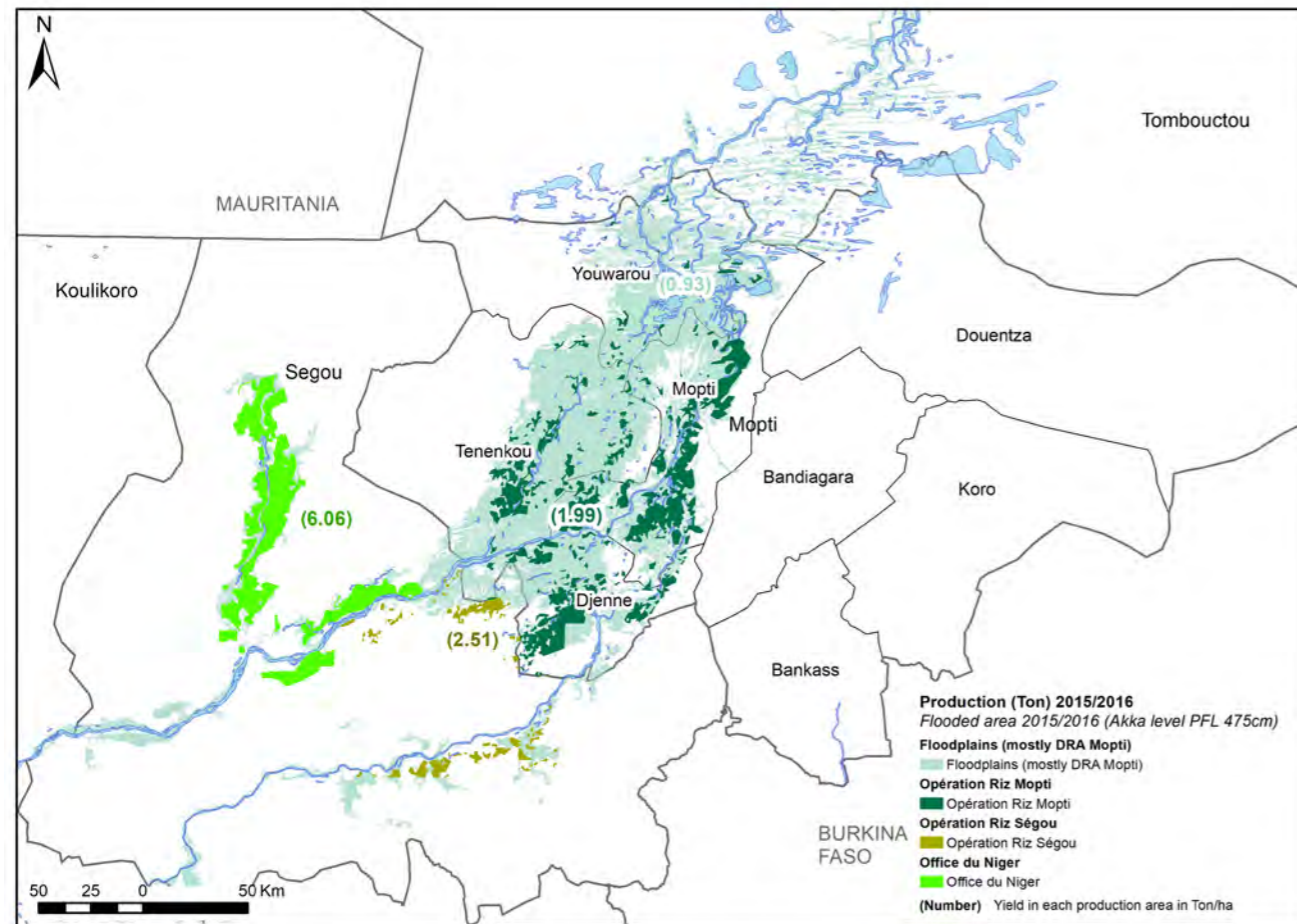 N
Tombouctou
MAURITANIA
Koulikoro
Youwarou
(0.93)
Douentza
Segou
Mopti
Mopti
Tenenkou
Bandiagara
Koro
(6.06)
(1.99)
Djenne
(2.51)
Bankass
BURKINA
FASO
Production (Ton) 2015/2016
Flooded area 2015/2016 (Akka level PFL 475cm)
Floodplains (mostly DRA Mopti)
Floodplains (mostly DRA Mopti)
Opération Riz Mopti
Opération Riz Mopti
Opération Riz Ségou
Opération Riz Ségou
Office du Niger
Office du Niger
(Number) Yield in each production area in Ton/ha
50 25 0 50 Km